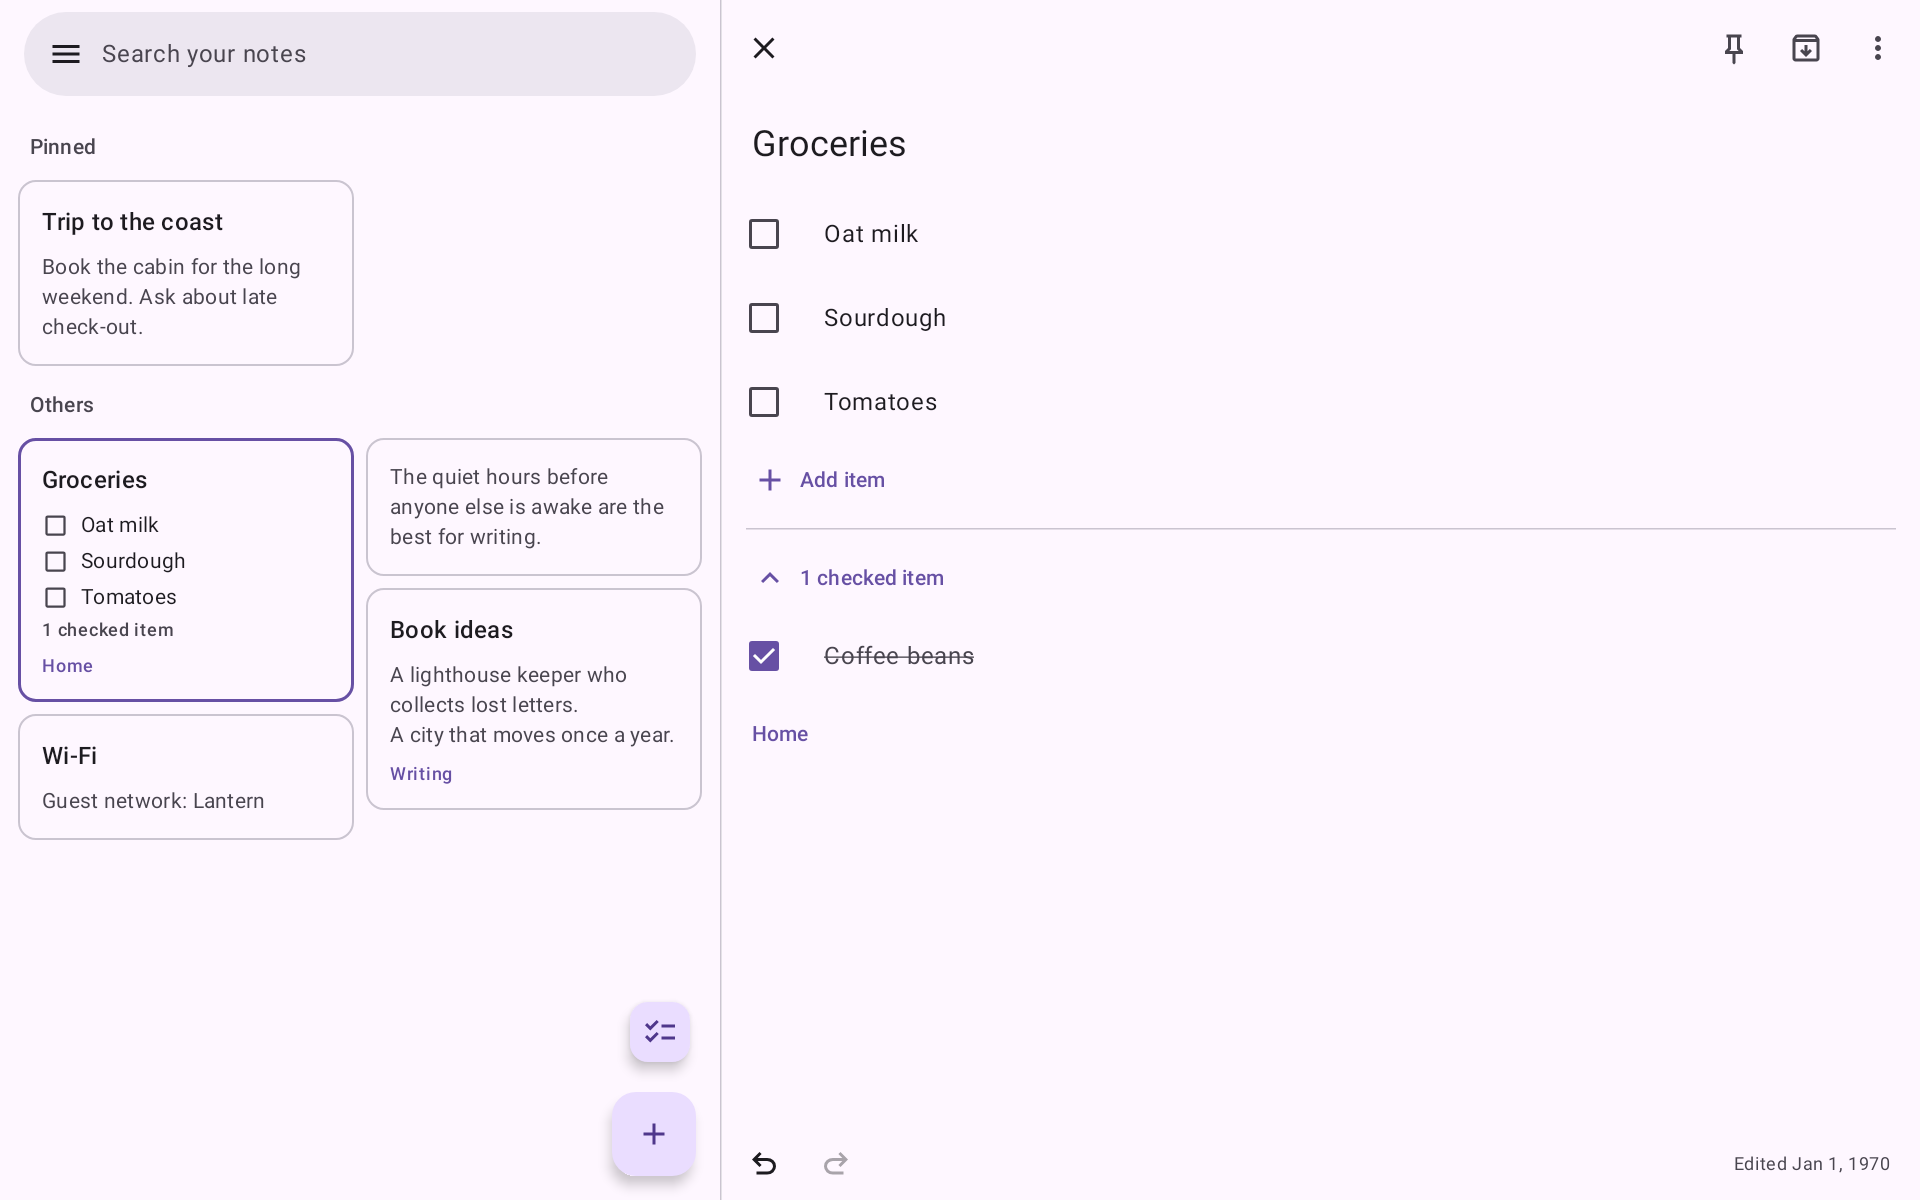 Search your notes
Pinned
Trip to the coast
Book the cabin for the long
weekend. Ask about late
check-out.
Others
Groceries
Oat milk
Sourdough
Tomatoes
1 checked item
Home
The quiet hours before
anyone else is awake are the
best for writing.
Book ideas
A lighthouse keeper who
collects lost letters.
A city that moves once a year.
Writing
Wi-Fi
Guest network: Lantern
Groceries
Oat milk
Sourdough
Tomatoes
Add item
1 checked item
Coffee beans
Home
Edited Jan 1, 1970